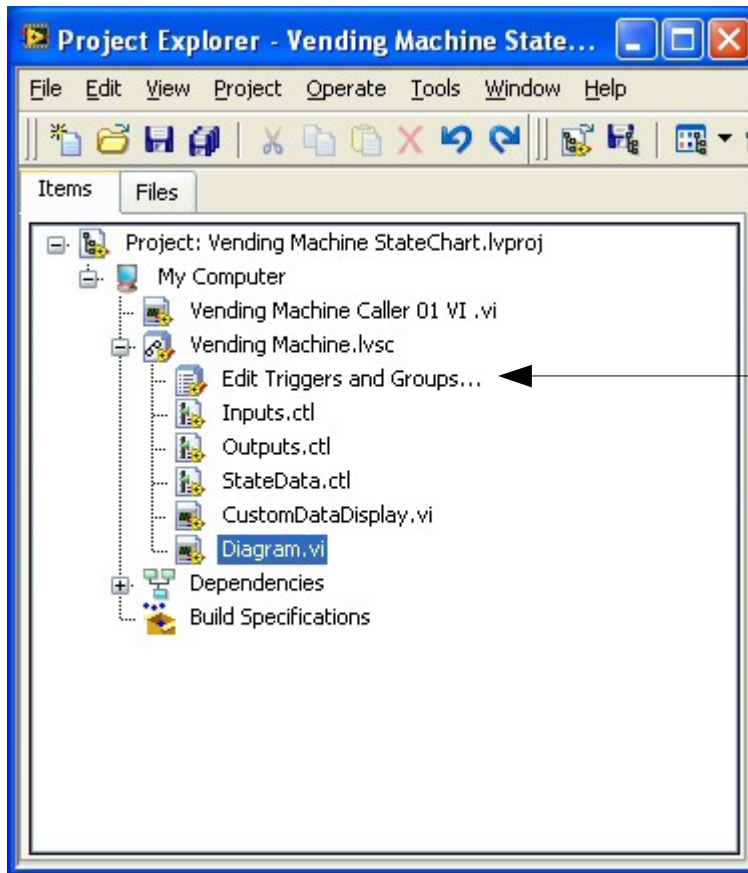 Project Explorer - Vending Machine State...
File Edit View Project Operate Tools Window Help
Items Files
Project: Vending Machine StateChart.lvproj
My Computer
Vending Machine Caller 01 VI .vi
Vending Machine.lvsc
Edit Triggers and Groups...
Inputs.ctl
Outputs.ctl
StateData.ctl
CustomDataDisplay.vi
Diagram.vi
Dependencies
Build Specifications